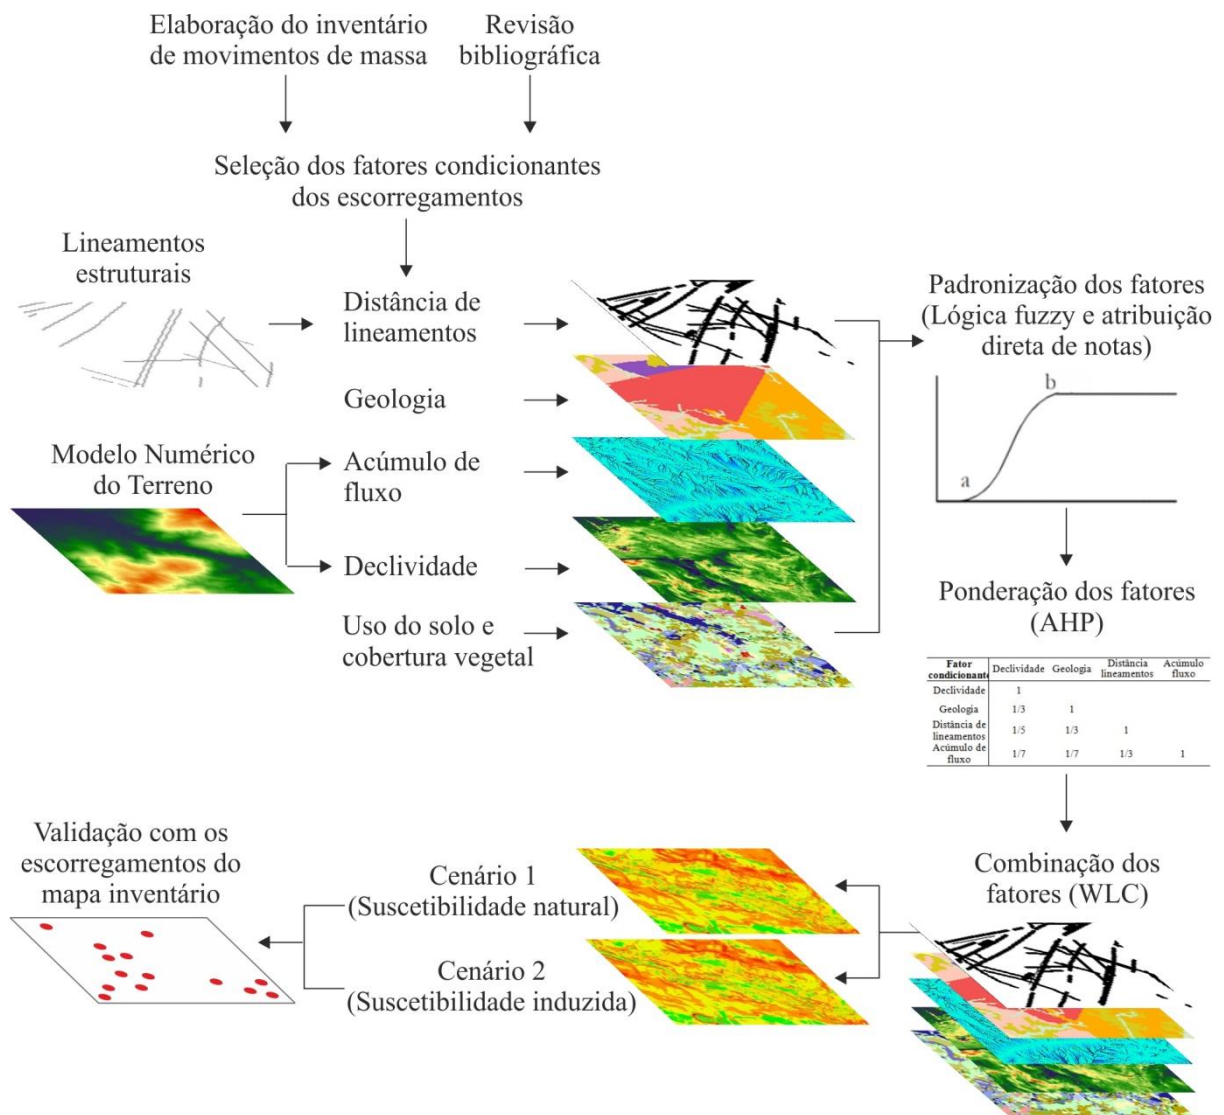 Elaboração do inventário
de movimentos de massa
Revisão
bibliográfica
Seleção dos fatores condicionantes
dos escorregamentos
Lineamentos
estruturais
Distância de
lineamentos
Geologia
Modelo Numérico
do Terreno
Acúmulo de
fluxo
Declividade
Uso do solo e
cobertura vegetal
Padronização dos fatores
(Lógica fuzzy e atribuição
direta de notas)
b
a
Ponderação dos fatores
(AHP)
Fator condicionante Declividade Geologia Distância lineamentos Acúmulo fluxo
Declividade 1
Geologia 1/3 1
Distância de lineamentos 1/5 1/3 1
Acúmulo de fluxo 1/7 1/7 1/3 1
Combinação dos
fatores (WLC)
Cenário 1
(Suscetibilidade natural)
Cenário 2
(Suscetibilidade induzida)
Validação com os
escorregamentos do
mapa inventário